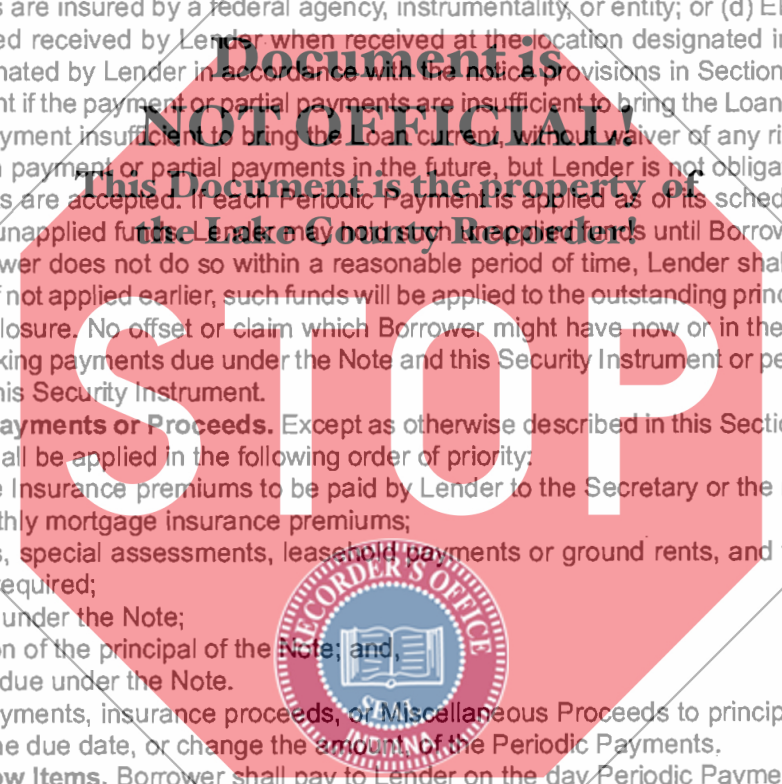 s are insured by a federal agency, instrumentality, or entity; or (d) El
ed received by Lender when received at the location designated i
nated by Lender in accordance with the notice provisions in Section
nt if the payment or partial payments are insufficient to bring the Loan
yment insufficient to bring the Loan current, without waiver of any ri
n payment or partial payments in the future, but Lender is not obliga
s are accepted. If each Periodic Payment is applied as of its sched
unapplied funds. Lender may hold such unapplied funds until Borrow
wer does not do so within a reasonable period of time, Lender shal
f not applied earlier, such funds will be applied to the outstanding princ
losure. No offset or claim which Borrower might have now or in the
king payments due under the Note and this Security Instrument or pe
his Security Instrument.
ayments or Proceeds. Except as otherwise described in this Secti
all be applied in the following order of priority:
e Insurance premiums to be paid by Lender to the Secretary or the
thly mortgage insurance premiums;
s, special assessments, leasehold payments or ground rents, and
equired;
under the Note;
on of the principal of the Note; and,
due under the Note.
yments, insurance proceeds, or Miscellaneous Proceeds to princip
ne due date, or change the amount, of the Periodic Payments.
ow Items. Borrower shall pay to Lender on the day Periodic Payme
Document is
NOT OFFICIAL!
This Document is the property of
the Lake County Recorder!
STOP
RECORDER'S OFFICE
SEAL
INDIANA